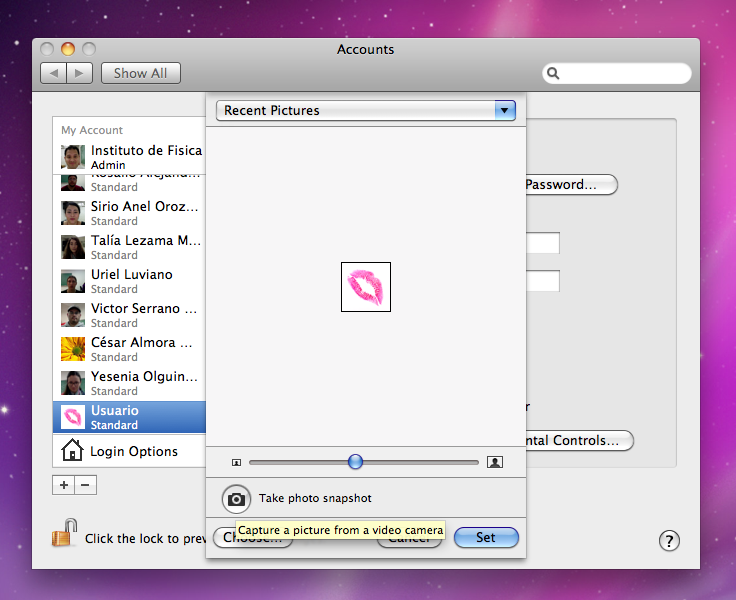 Accounts
Show All
Recent Pictures
My Account
Instituto de Fisica
Admin
Standard
Sirio Anel Oroz...
Standard
Talía Lezama M...
Standard
Uriel Luviano
Standard
Victor Serrano ...
Standard
César Almora ...
Standard
Yesenia Olguin...
Standard
Usuario
Standard
Login Options
Password...
r
ntal Controls...
Take photo snapshot
Capture a picture from a video camera
Click the lock to prev
Choose...
Cancel
Set
?